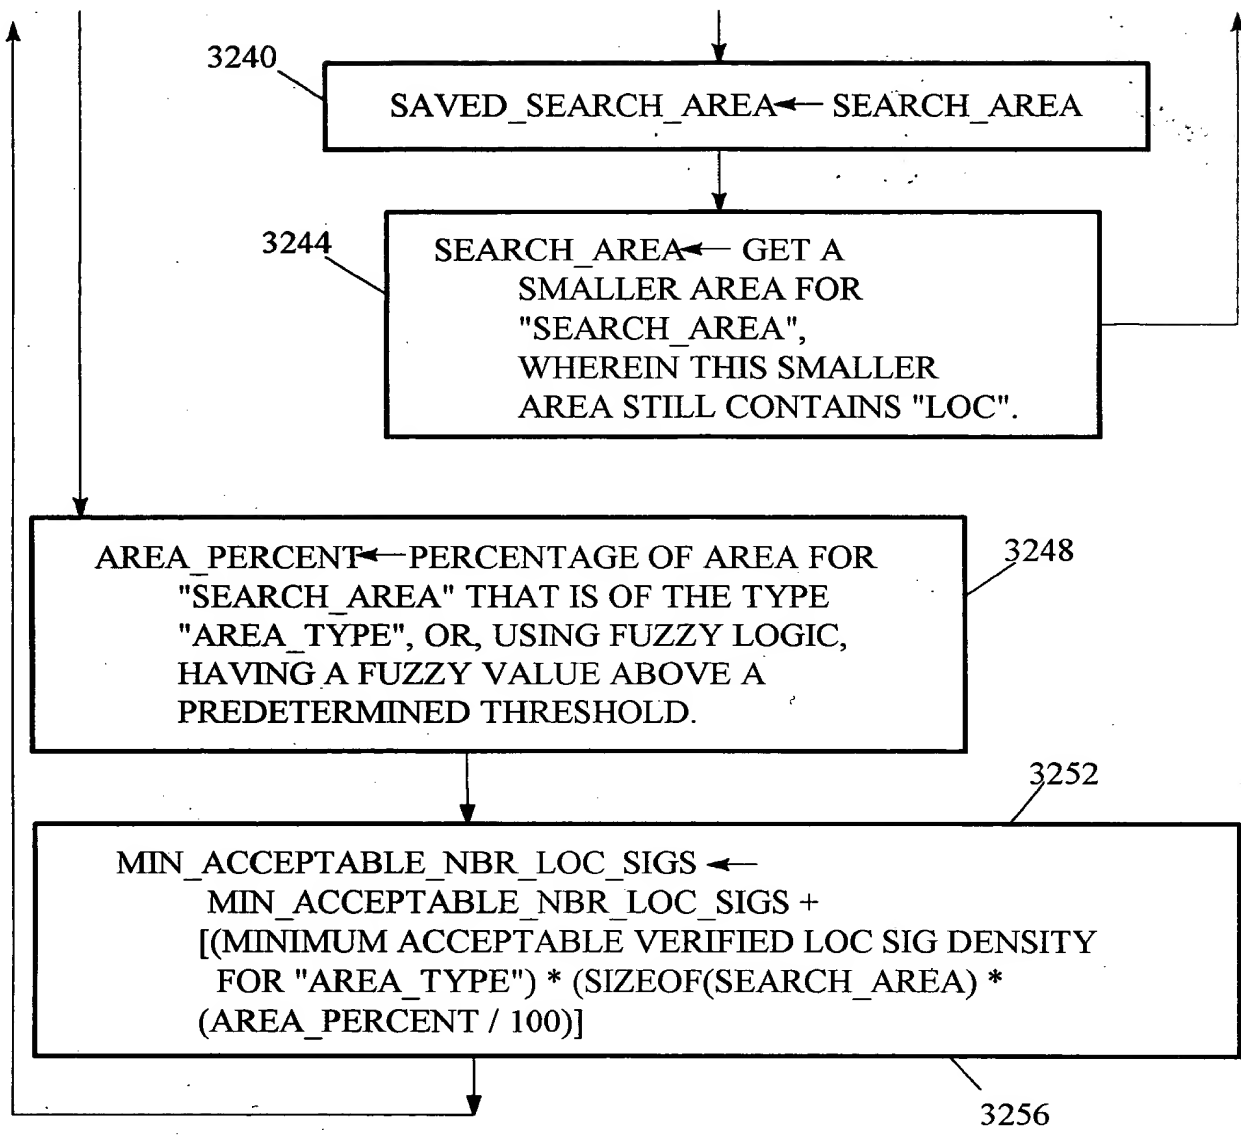 3240
SAVED_SEARCH_AREA← SEARCH_AREA
3244
SEARCH_AREA← GET A
SMALLER AREA FOR
"SEARCH_AREA",
WHEREIN THIS SMALLER
AREA STILL CONTAINS "LOC".
3248
AREA_PERCENT←PERCENTAGE OF AREA FOR
"SEARCH_AREA" THAT IS OF THE TYPE
"AREA_TYPE", OR, USING FUZZY LOGIC,
HAVING A FUZZY VALUE ABOVE A
PREDETERMINED THRESHOLD.
3252
MIN_ACCEPTABLE_NBR_LOC_SIGS ←
MIN_ACCEPTABLE_NBR_LOC_SIGS +
[(MINIMUM ACCEPTABLE VERIFIED LOC SIG DENSITY
FOR "AREA_TYPE") * (SIZEOF(SEARCH_AREA) *
(AREA_PERCENT / 100)]
3256